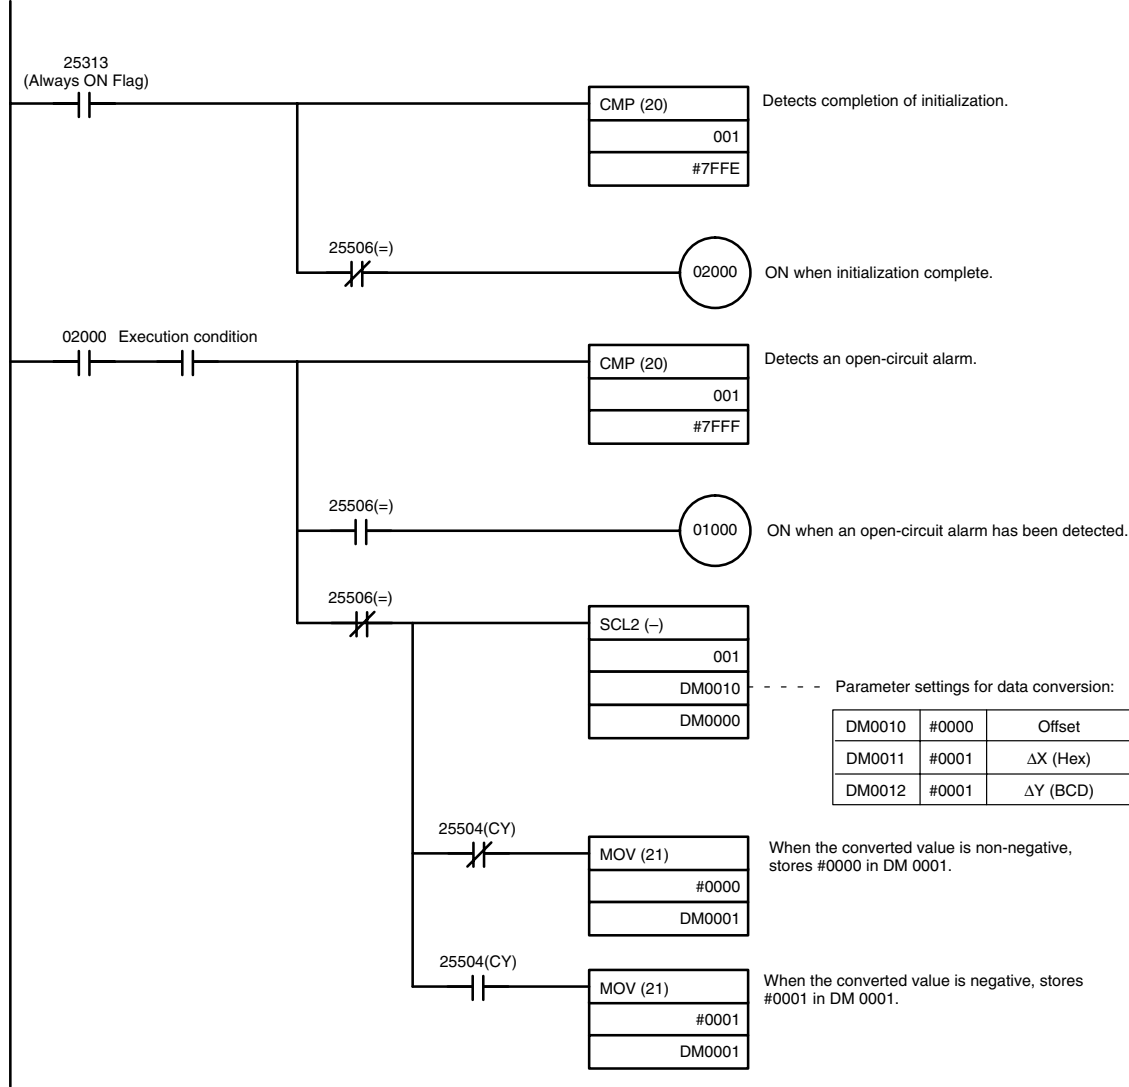 25313
(Always ON Flag)
CMP (20)
001
#7FFE
Detects completion of initialization.
25506(=)
02000
ON when initialization complete.
02000
Execution condition
CMP (20)
001
#7FFF
Detects an open-circuit alarm.
25506(=)
01000
ON when an open-circuit alarm has been detected.
25506(=)
SCL2 (–)
001
DM0010
DM0000
Parameter settings for data conversion:
DM0010 #0000 Offset
DM0011 #0001 ΔX (Hex)
DM0012 #0001 ΔY (BCD)
25504(CY)
MOV (21)
#0000
DM0001
When the converted value is non-negative,
stores #0000 in DM 0001.
25504(CY)
MOV (21)
#0001
DM0001
When the converted value is negative, stores
#0001 in DM 0001.